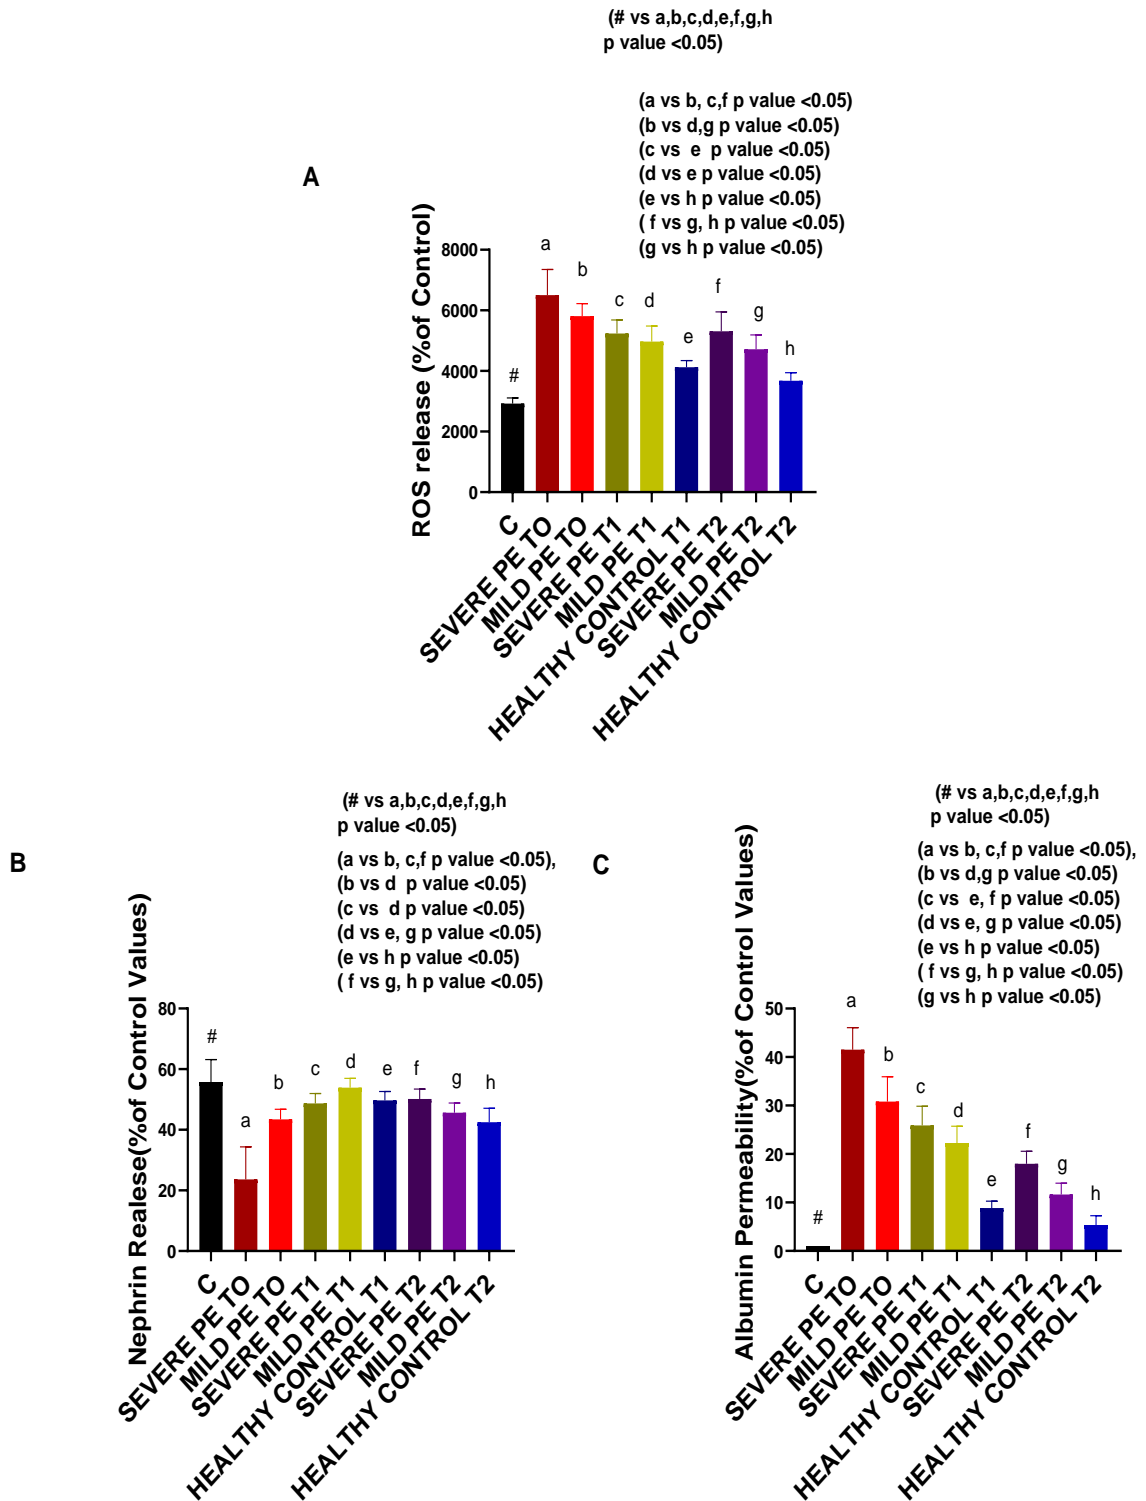 (# vs a,b,c,d,e,f,g,h
p value <0.05)
(a vs b, c,f p value <0.05)
(b vs d,g p value <0.05)
(c vs  e  p value <0.05)
(d vs e p value <0.05)
(e vs h p value <0.05)
( f vs g, h p value <0.05)
(g vs h p value <0.05)
A
ROS release (%of Control)
8000
6000
4000
2000
0
#
a
b
c
d
e
f
g
h
C
SEVERE PE TO
MILD PE TO
SEVERE PE T1
MILD PE T1
HEALTHY CONTROL T1
SEVERE PE T2
MILD PE T2
HEALTHY CONTROL T2
(# vs a,b,c,d,e,f,g,h
p value <0.05)
(a vs b, c,f p value <0.05),
(b vs d  p value <0.05)
(c vs  d p value <0.05)
(d vs e, g p value <0.05)
(e vs h p value <0.05)
( f vs g, h p value <0.05)
B
Nephrin Realese(%of Control Values)
80
60
40
20
0
#
a
b
c
d
e
f
g
h
C
SEVERE PE TO
MILD PE TO
SEVERE PE T1
MILD PE T1
HEALTHY CONTROL T1
SEVERE PE T2
MILD PE T2
HEALTHY CONTROL T2
(# vs a,b,c,d,e,f,g,h
p value <0.05)
(a vs b, c,f p value <0.05),
(b vs d,g p value <0.05)
(c vs  e, f p value <0.05)
(d vs e, g p value <0.05)
(e vs h p value <0.05)
( f vs g, h p value <0.05)
(g vs h p value <0.05)
C
Albumin Permeability(%of Control Values)
50
40
30
20
10
0
#
a
b
c
d
e
f
g
h
C
SEVERE PE TO
MILD PE TO
SEVERE PE T1
MILD PE T1
HEALTHY CONTROL T1
SEVERE PE T2
MILD PE T2
HEALTHY CONTROL T2